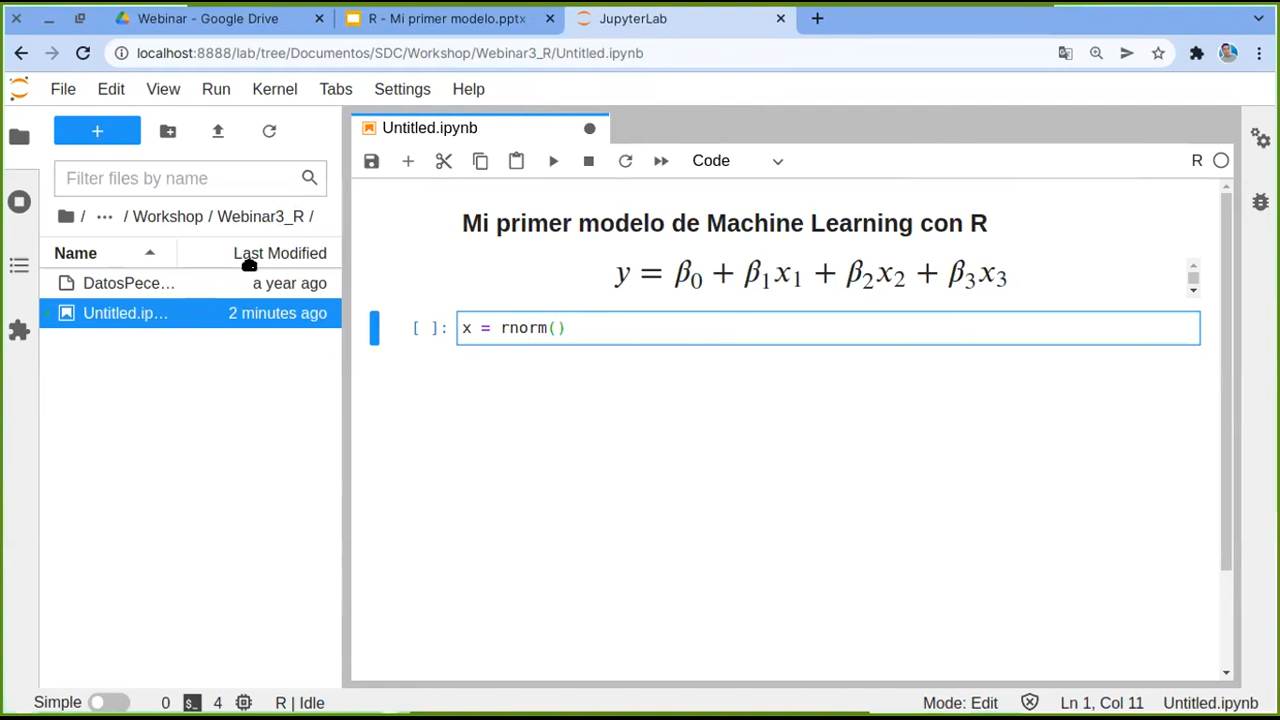 Webinar - Google Drive
R - Mi primer modelo.pptx
JupyterLab
localhost:8888/lab/tree/Documentos/SDC/Workshop/Webinar3_R/Untitled.ipynb
File Edit View Run Kernel Tabs Settings Help
Untitled.ipynb
Filter files by name
/ ··· / Workshop / Webinar3_R /
Name Last Modified
DatosPece… a year ago
Untitled.ip… 2 minutes ago
Code
R
Mi primer modelo de Machine Learning con R
y = β₀ + β₁x₁ + β₂x₂ + β₃x₃
[ ]: x = rnorm()
Simple 0 $_ 4 R | Idle Mode: Edit Ln 1, Col 11 Untitled.ipynb